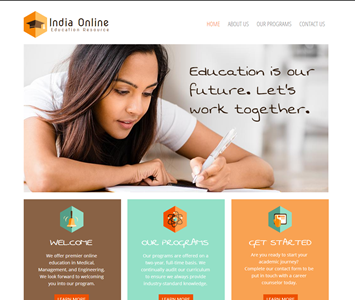 India Online
Education Resource
HOME ABOUT US OUR PROGRAMS CONTACT US
Education is our
future. Let's
work together.
WELCOME
We offer premier online
education in Medical,
Management, and Engineering.
We look forward to welcoming
you into our program.
LEARN MORE
OUR PROGRAMS
Our programs are offered on a
two-year, full-time basis. We
continually audit our curriculum
to ensure we always provide
industry-standard knowledge.
LEARN MORE
GET STARTED
Are you ready to start your
academic journey?
Complete our contact form to be
put in touch with a career
counselor today.
LEARN MORE